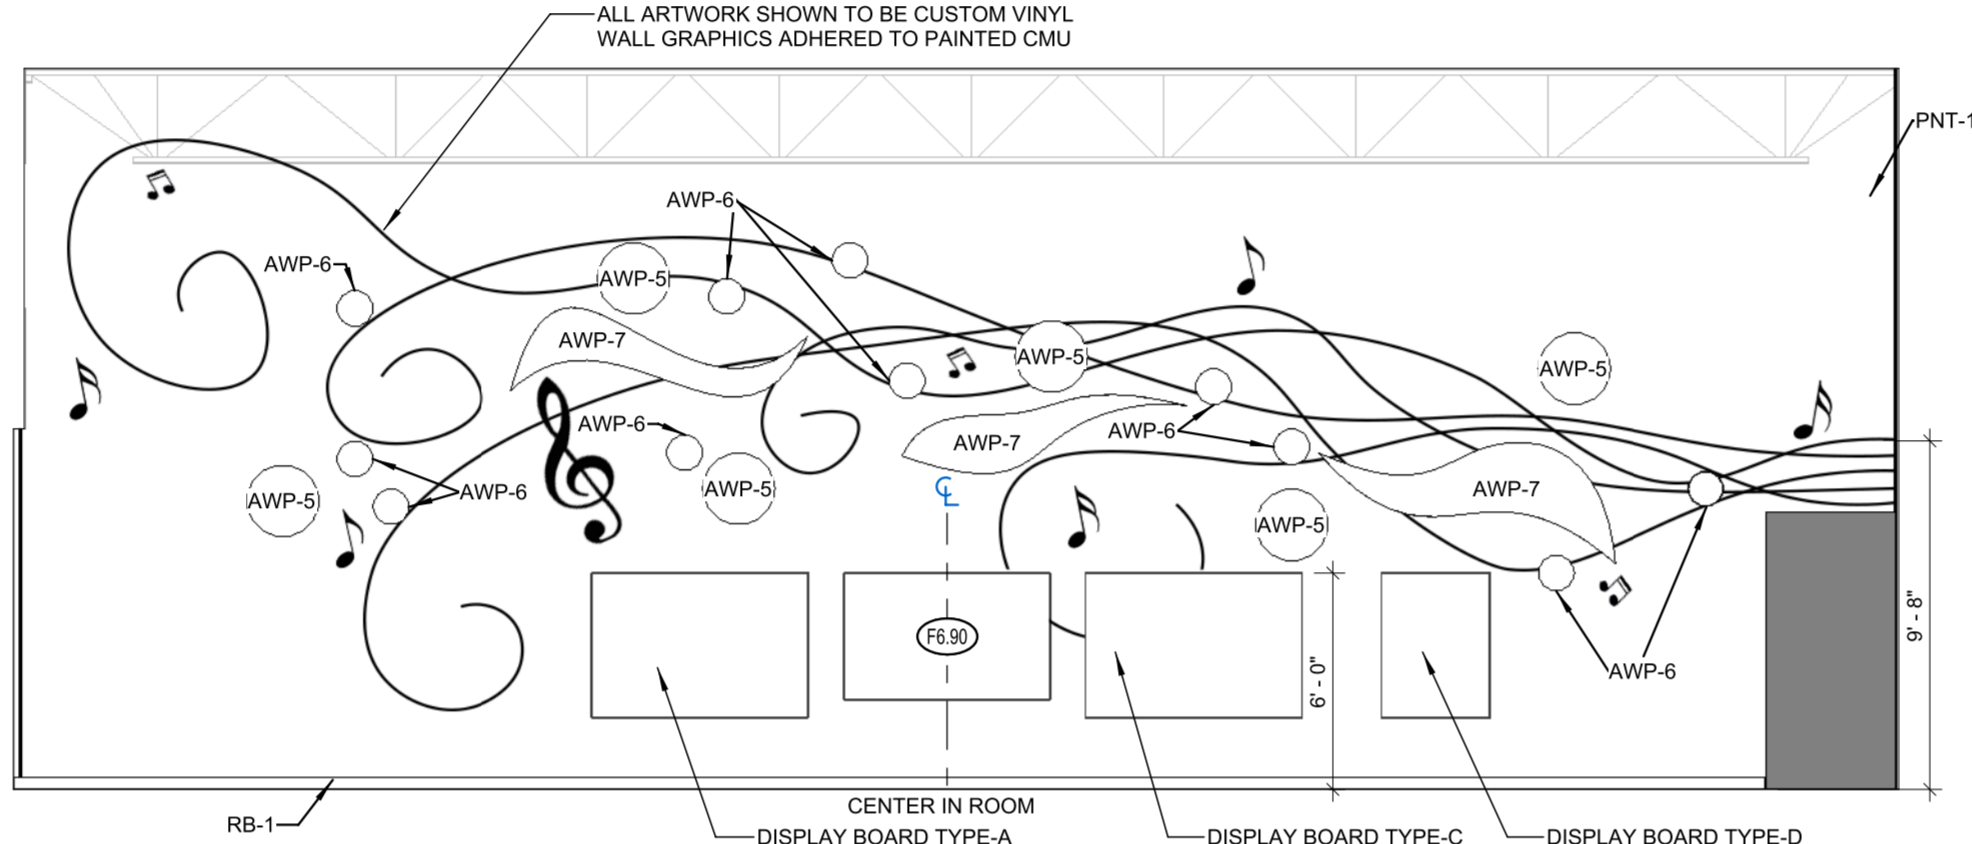 ALL ARTWORK SHOWN TO BE CUSTOM VINYL
WALL GRAPHICS ADHERED TO PAINTED CMU
PNT-1
AWP-6
AWP-6
AWP-5
AWP-7
AWP-5
AWP-5
AWP-6
AWP-7
AWP-6
AWP-5
AWP-6
AWP-5
AWP-7
AWP-5
CL
F6.90
6' - 0"
9' - 8"
AWP-6
CENTER IN ROOM
RB-1
DISPLAY BOARD TYPE-A
DISPLAY BOARD TYPE-C
DISPLAY BOARD TYPE-D